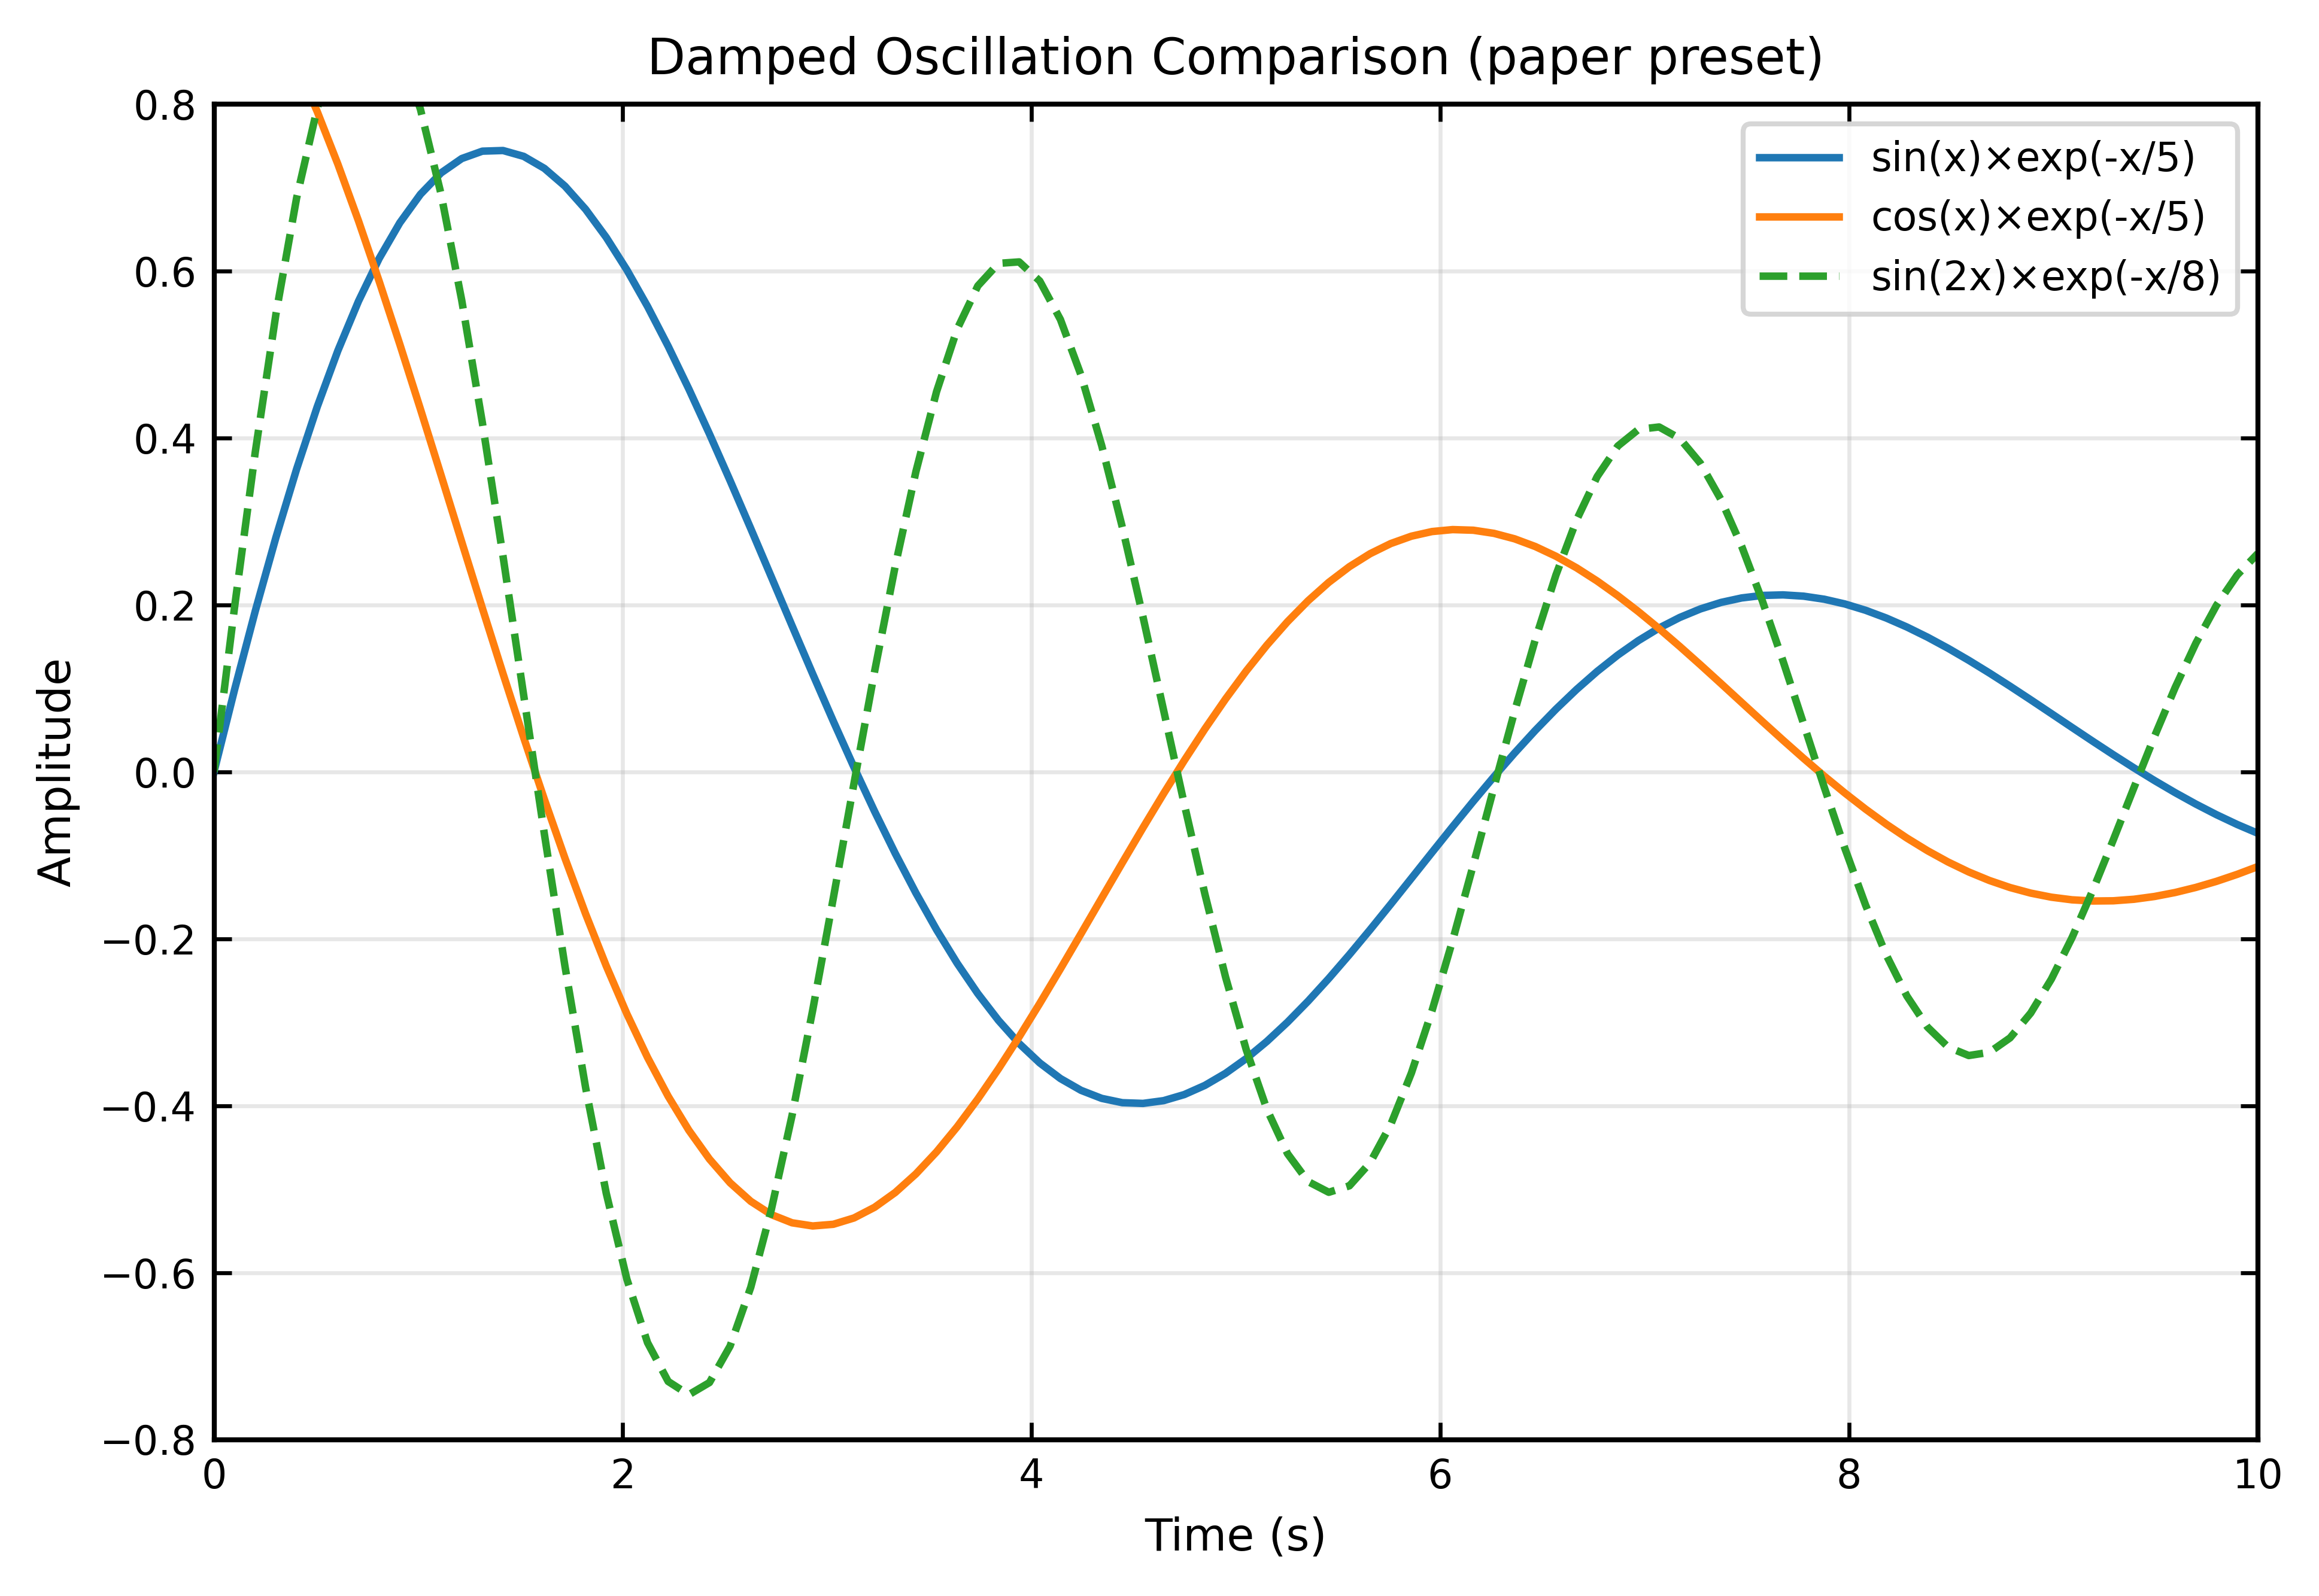 Damped Oscillation Comparison (paper preset)
sin(x)×exp(-x/5)
cos(x)×exp(-x/5)
sin(2x)×exp(-x/8)
Amplitude
0.8
0.6
0.4
0.2
0.0
−0.2
−0.4
−0.6
−0.8
0 2 4 6 8 10
Time (s)